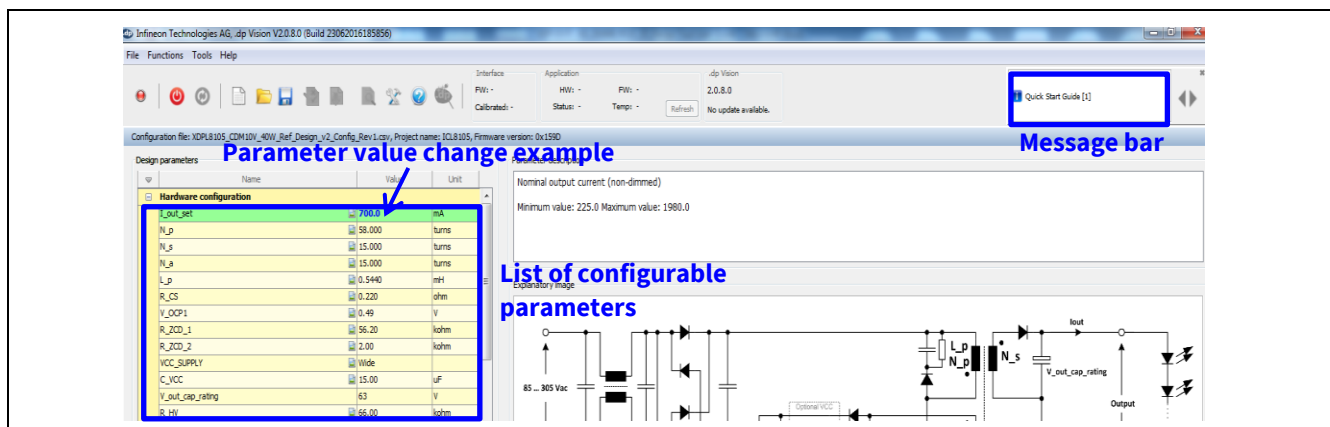 Infineon Technologies AG, .dp Vision V2.0.8.0 (Build 23062016185856)
File Functions Tools Help
Interface
FW: -
Calibrated: -
Application
HW: - FW: -
Status: - Temp: -
Refresh
.dp Vision
2.0.8.0
No update available.
Quick Start Guide [1]
Message bar
Configuration file: XDPL8105_CDM10V_40W_Ref_Design_v2_Config_Rev1.csv, Project name: ICL8105, Firmware version: 0x159D
Design parameters
Parameter value change example
Name Value Unit
Hardware configuration
I_out_set 700.0 mA
N_p 58.000 turns
N_s 15.000 turns
N_a 15.000 turns
L_p 0.5440 mH
R_CS 0.220 ohm
V_OCP1 0.49 V
R_ZCD_1 56.20 kohm
R_ZCD_2 2.00 kohm
VCC_SUPPLY Wide
C_VCC 15.00 uF
V_out_cap_rating 63 V
R_HV 66.00 kohm
Parameter description
Nominal output current (non-dimmed)
Minimum value: 225.0 Maximum value: 1980.0
List of configurable
parameters
Explanatory image
85 ... 305 Vac
L_p
N_p
N_s
Iout
V_out_cap_rating
Output
Optional VCC